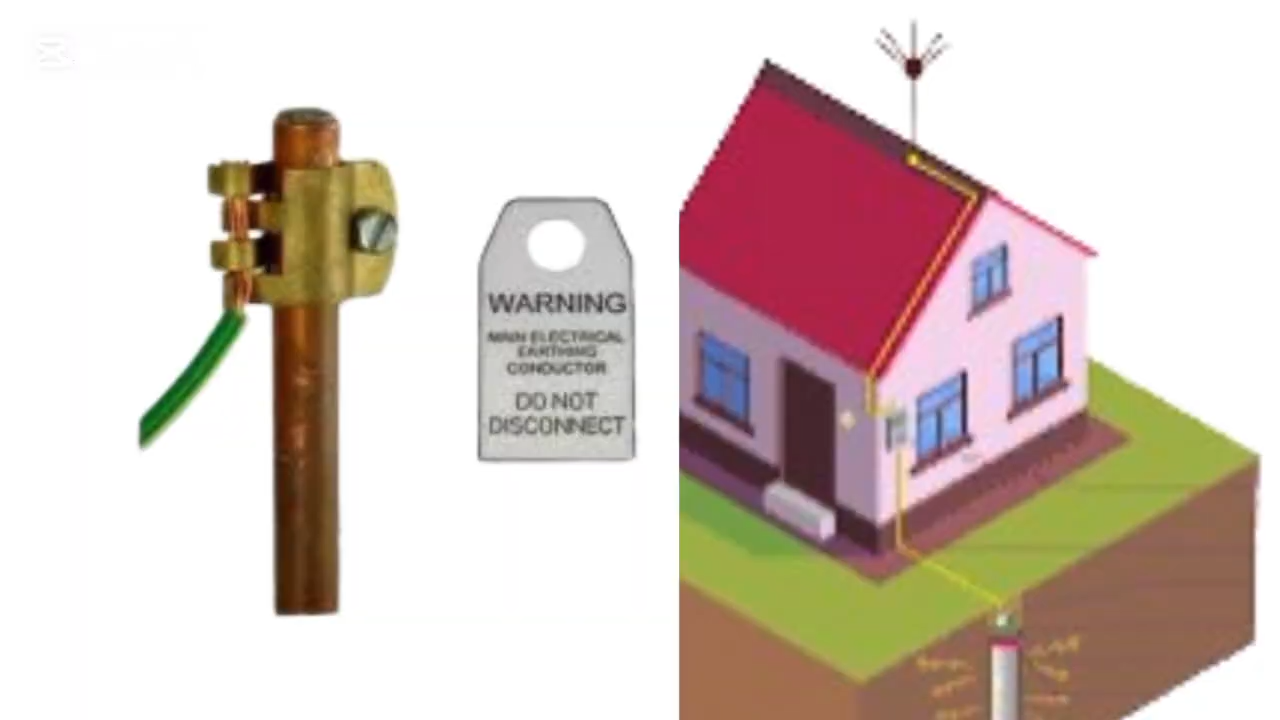 WARNING
MAIN ELECTRICAL
EARTHING
CONDUCTOR
DO NOT
DISCONNECT